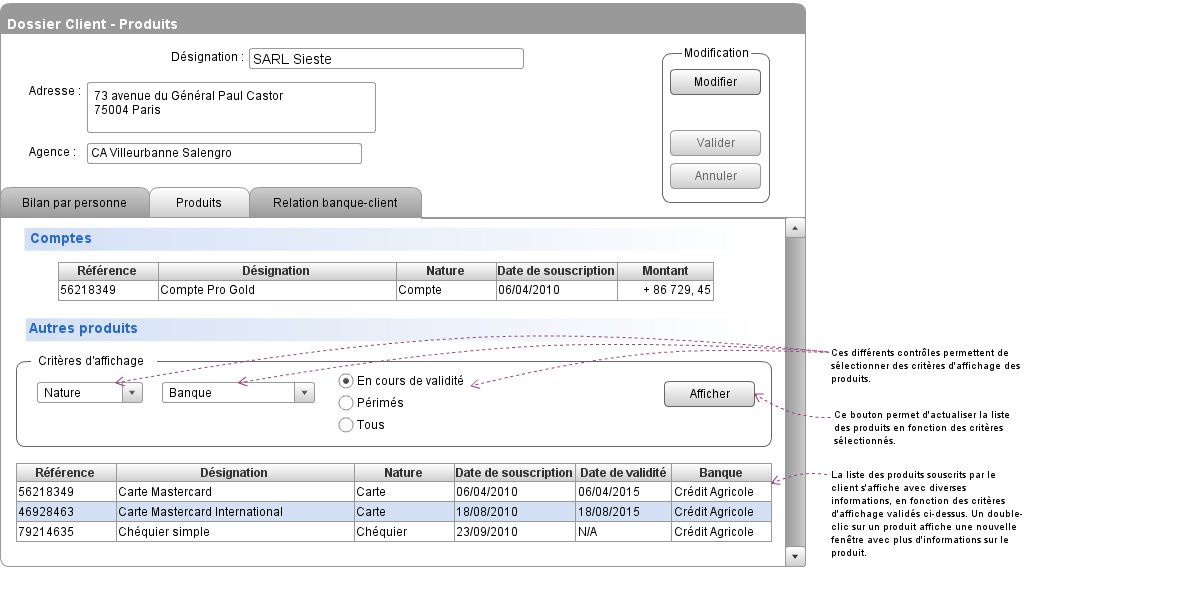 Dossier Client - Produits
Désignation : SARL Sieste
Modification
Modifier
Adresse : 73 avenue du Général Paul Castor
75004 Paris
Valider
Agence : CA Villeurbanne Salengro
Annuler
Bilan par personne Produits Relation banque-client
Comptes
Référence Désignation Nature Date de souscription Montant
56218349 Compte Pro Gold Compte 06/04/2010 + 86 729, 45
Autres produits
Critères d'affichage
Nature Banque
En cours de validité
Périmés
Tous
Afficher
Ces différents contrôles permettent de
sélectionner des critères d'affichage des
produits.
Ce bouton permet d'actualiser la liste
des produits en fonction des critères
sélectionnés.
Référence Désignation Nature Date de souscription Date de validité Banque
56218349 Carte Mastercard Carte 06/04/2010 06/04/2015 Crédit Agricole
46928463 Carte Mastercard International Carte 18/08/2010 18/08/2015 Crédit Agricole
79214635 Chéquier simple Chéquier 23/09/2010 N/A Crédit Agricole
La liste des produits souscrits par le
client s'affiche avec diverses
informations, en fonction des critères
d'affichage validés ci-dessus. Un double-
clic sur un produit affiche une nouvelle
fenêtre avec plus d'informations sur le
produit.